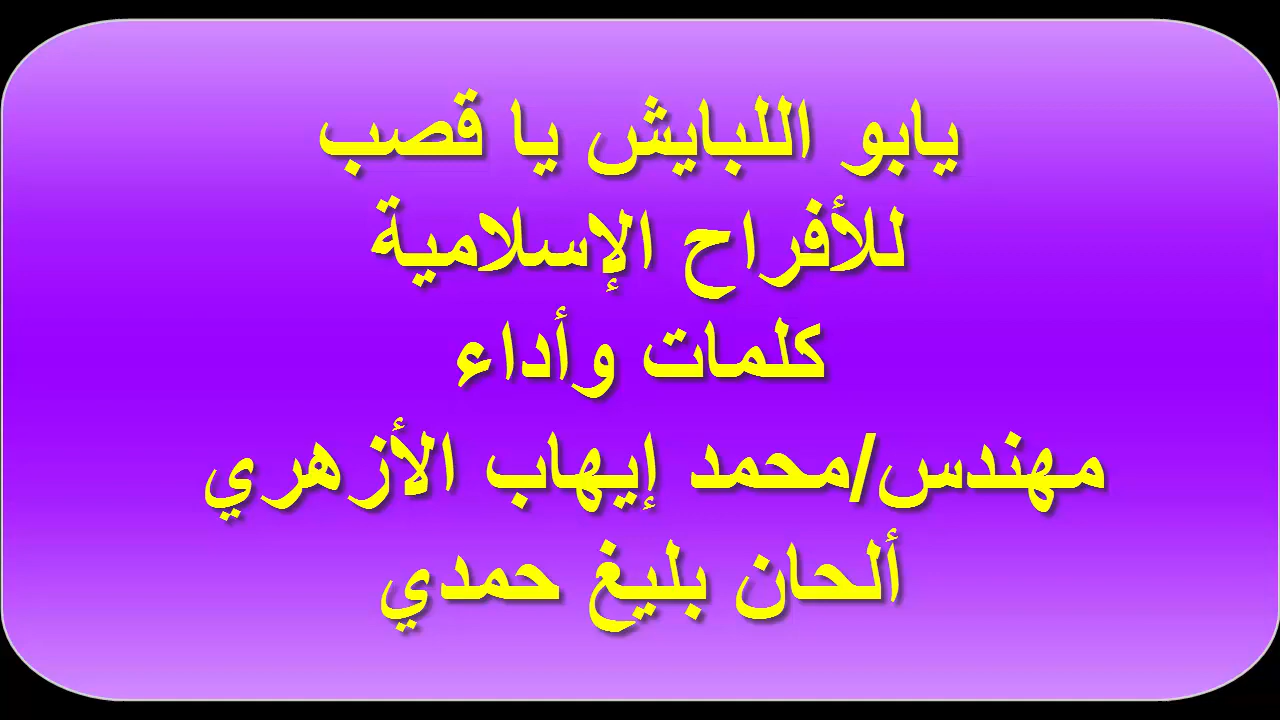 يابو اللبايش يا قصب
للأفراح الإسلامية
كلمات وأداء
مهندس/محمد إيهاب الأزهري
ألحان بليغ حمدي